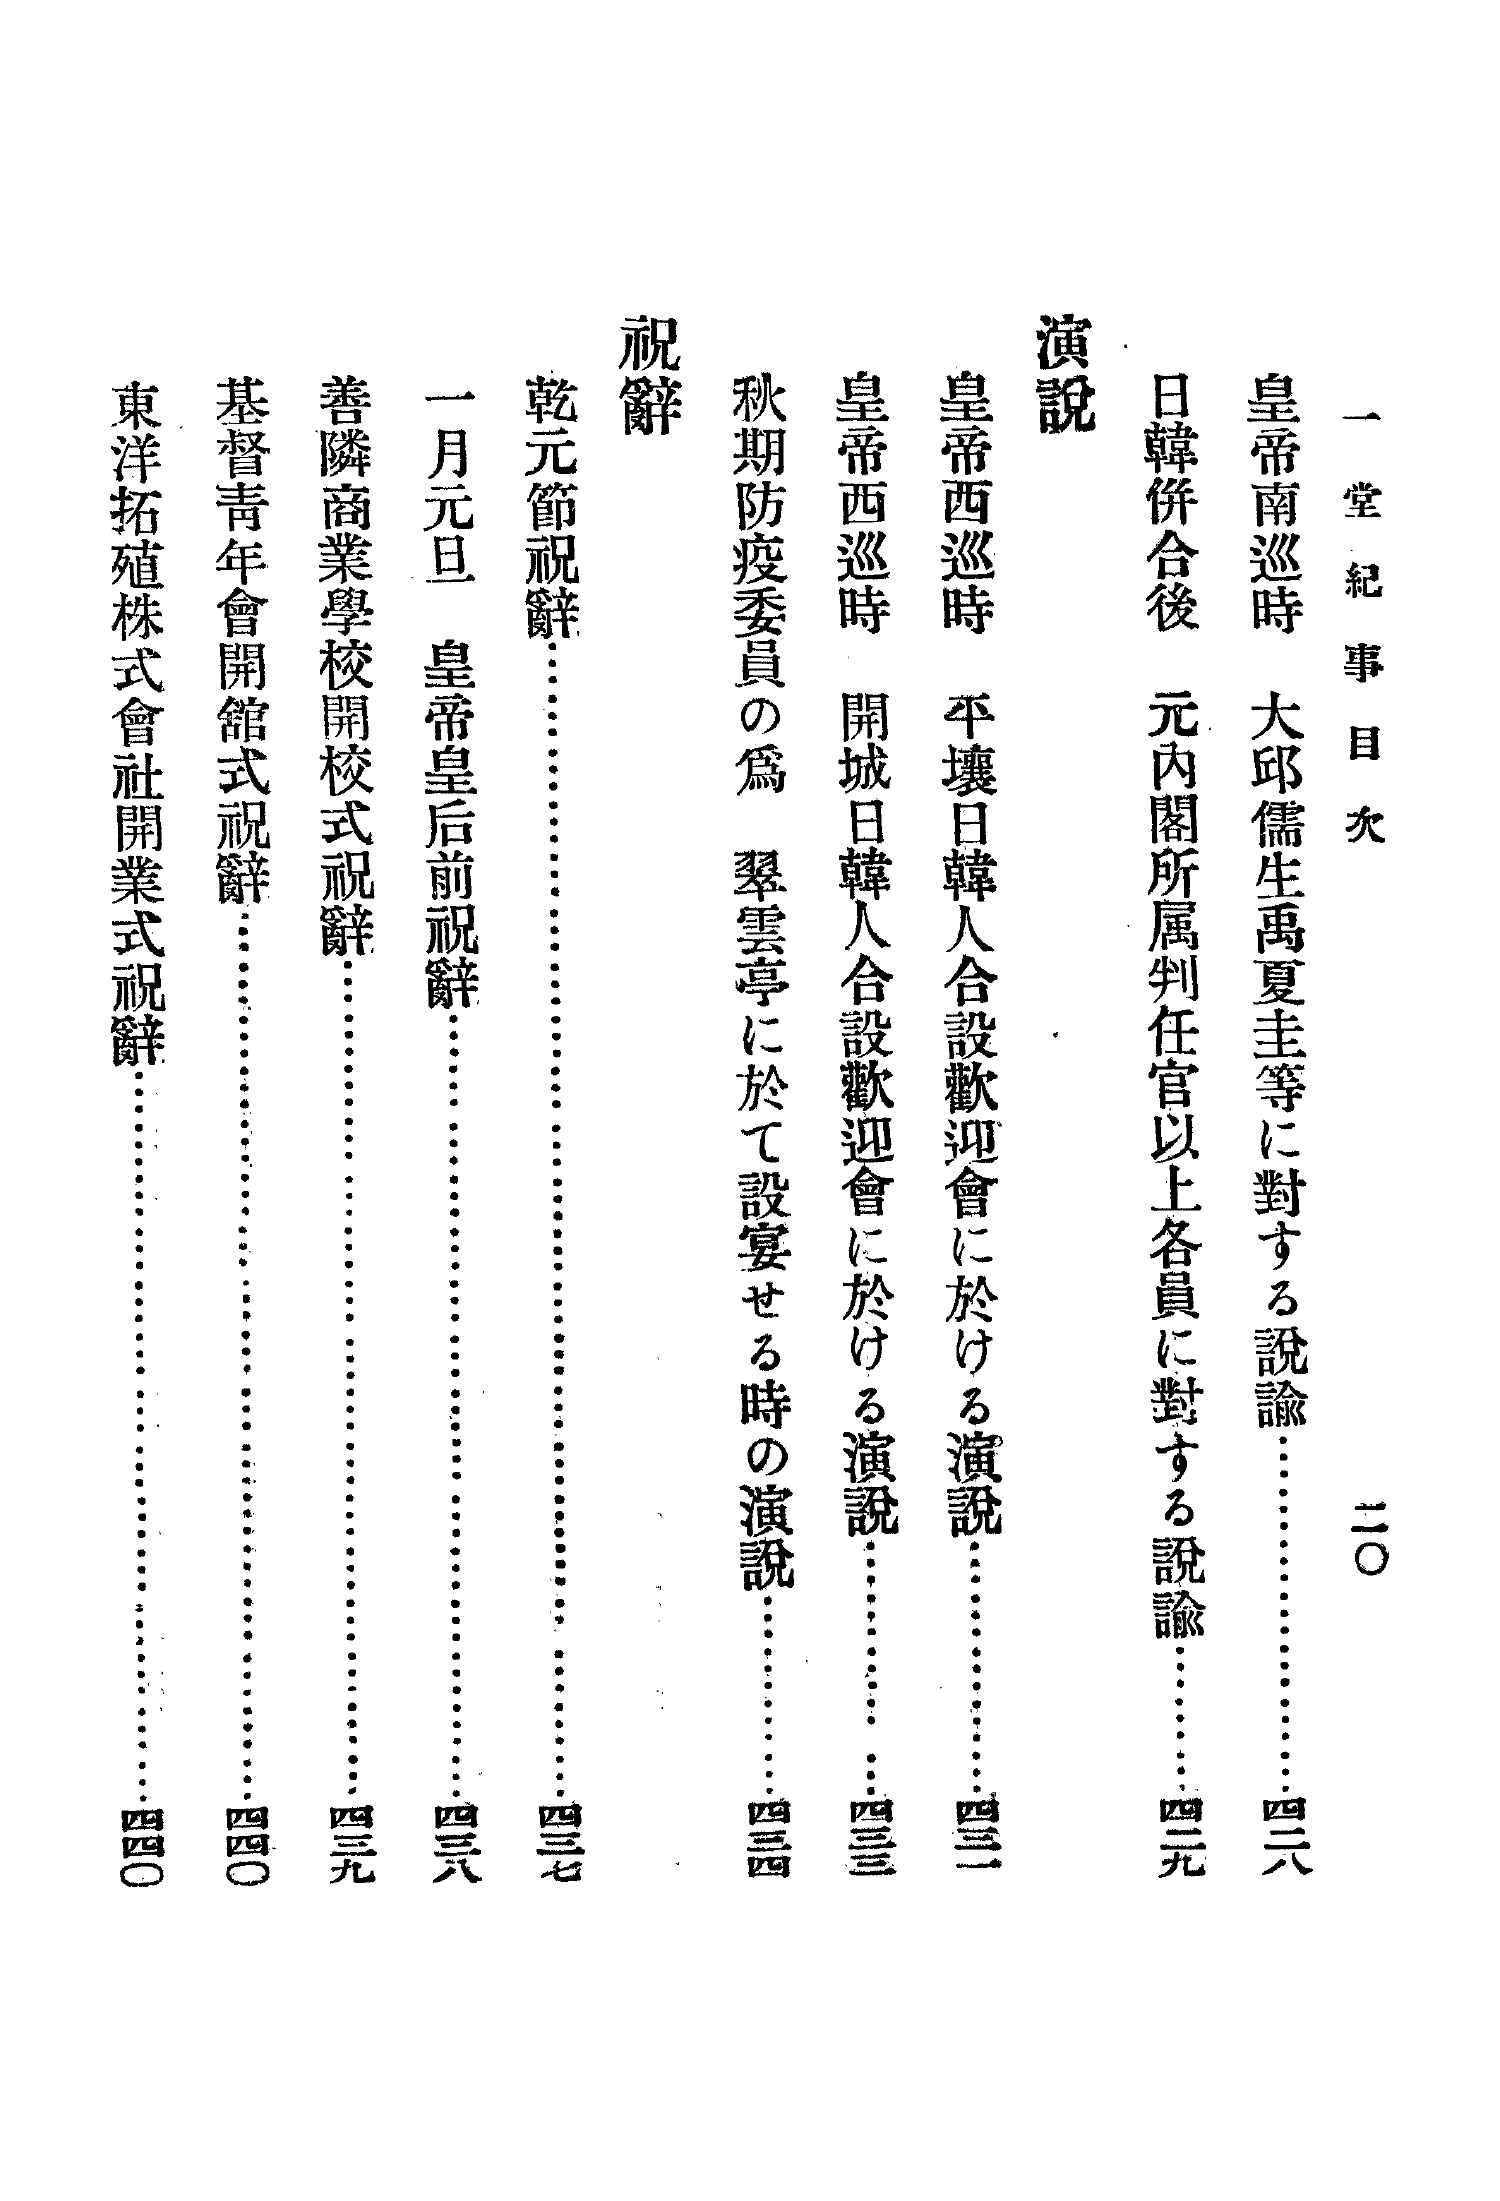 一堂紀事目次 二〇
皇帝南巡時 大邱儒生禹夏圭等に對する說諭……………四二八
日韓併合後 元內閣所属判任官以上各員に對する說諭……………四二九
演說
皇帝西巡時 平壤日韓人合設歡迎會に於ける演說……………四三一
皇帝西巡時 開城日韓人合設歡迎會に於ける演說……………四三三
秋期防疫委員の爲 翠雲亭に於て設宴せる時の演說……………四三四
祝辭
乾元節祝辭……………四三七
一月元旦 皇帝皇后前祝辭……………四三八
善隣商業學校開校式祝辭……………四三九
基督靑年會開舘式祝辭……………四四〇
東洋拓殖株式會社開業式祝辭……………四四〇